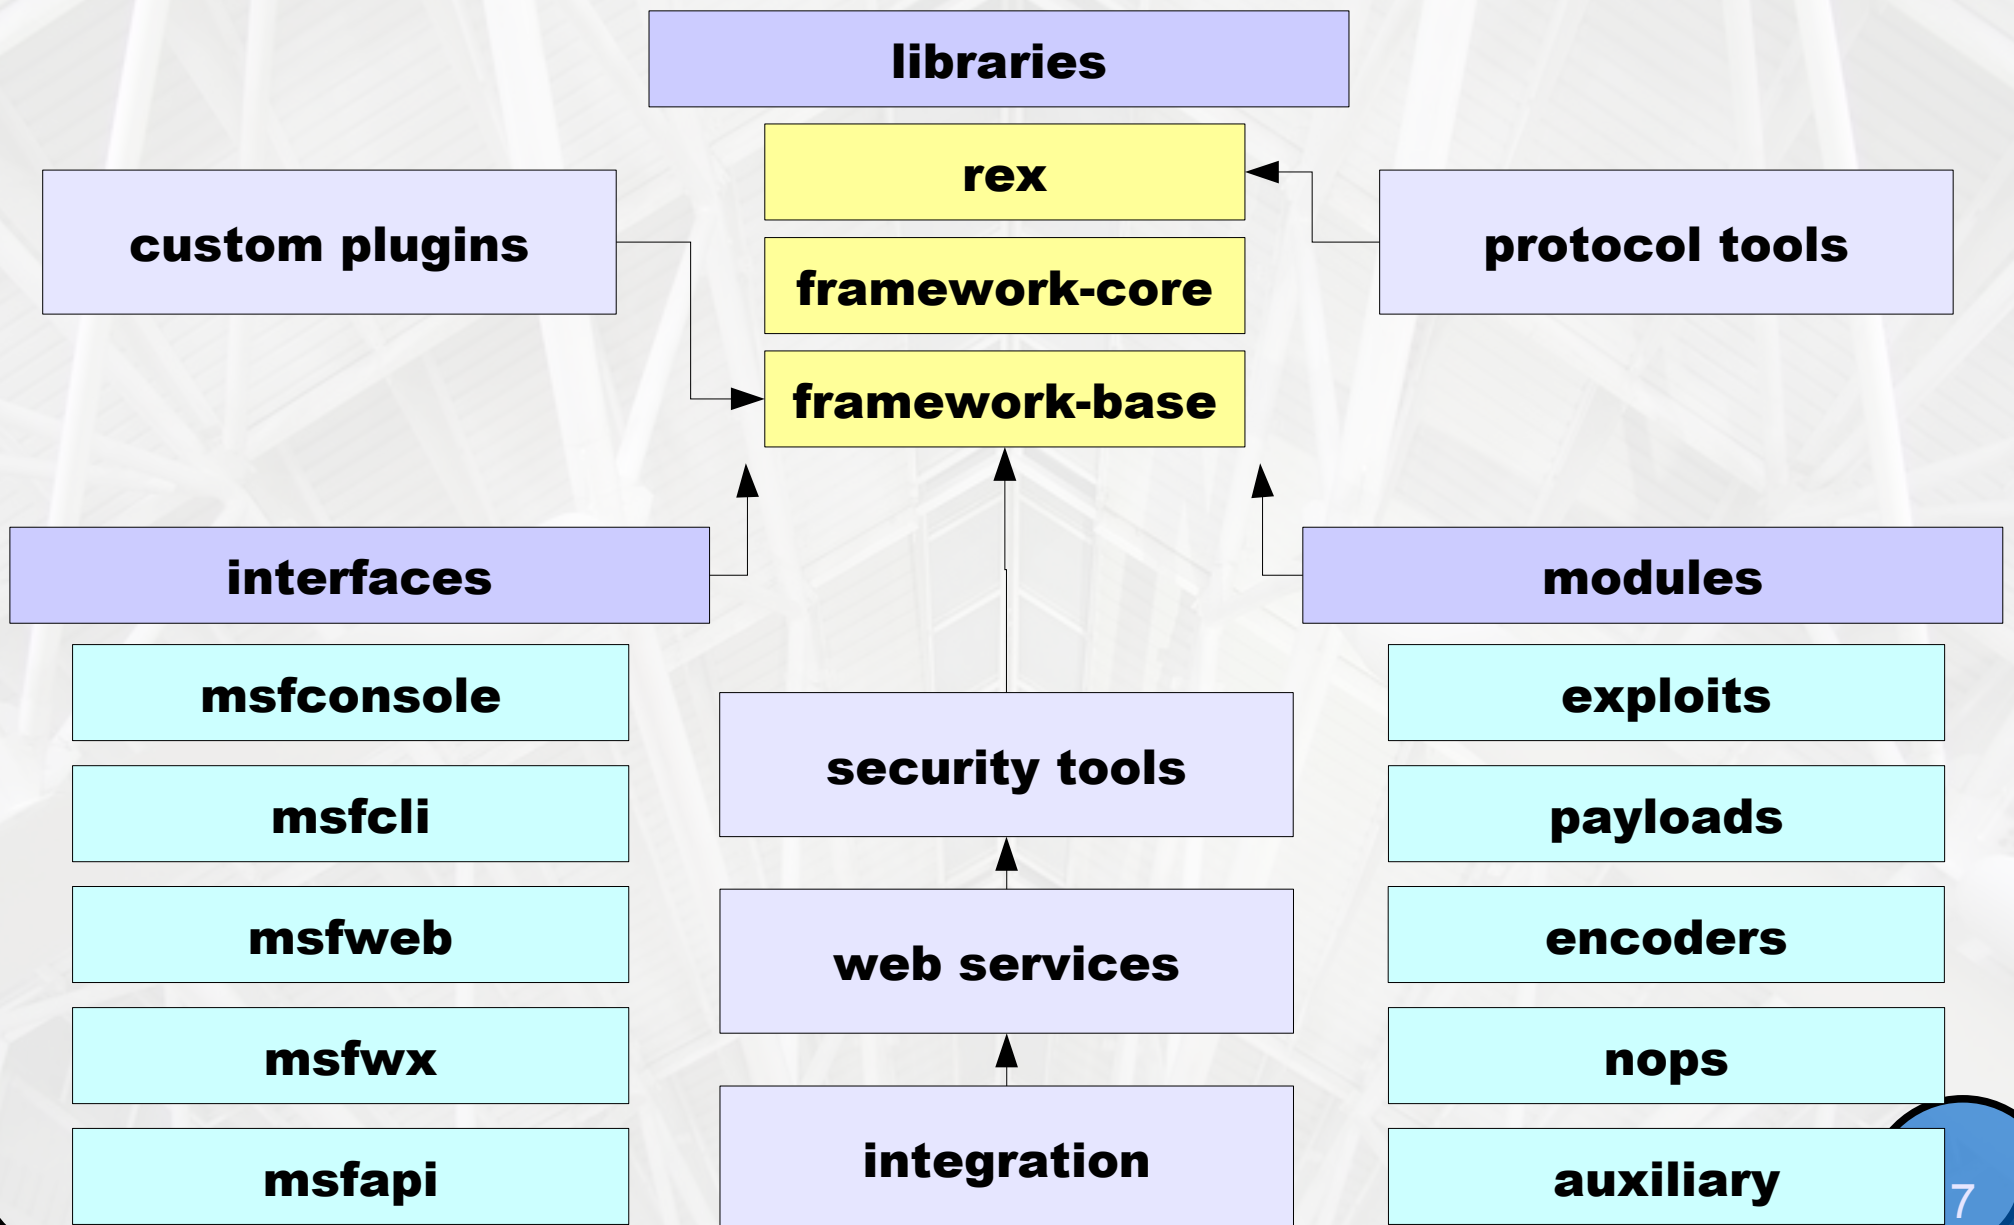 libraries
rex
custom plugins
protocol tools
framework-core
framework-base
interfaces
modules
msfconsole
exploits
security tools
msfcli
payloads
msfweb
encoders
web services
msfwx
nops
integration
msfapi
auxiliary
7